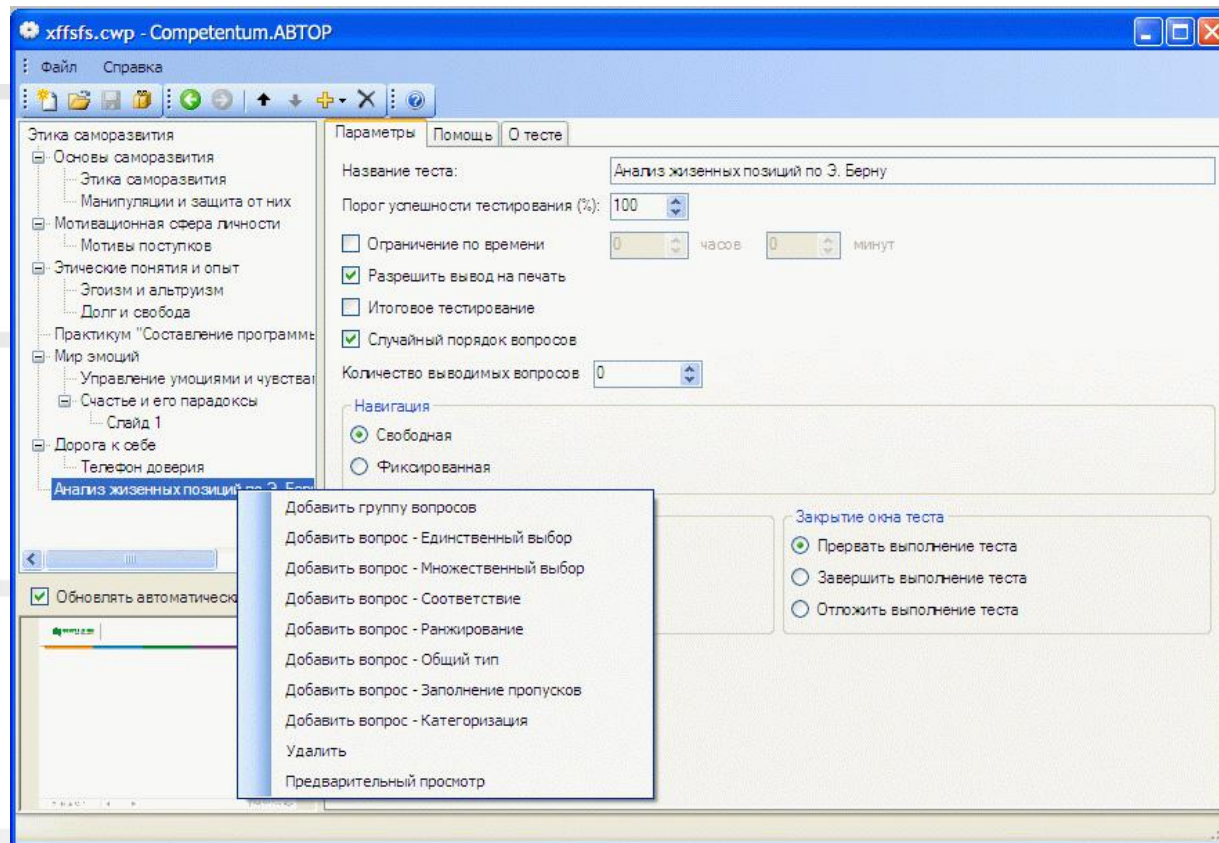 xffsfs.cwp - Competentum.АВТОР
Файл Справка
Этика саморазвития
Основы саморазвития
Этика саморазвития
Манипуляции и защита от них
Мотивационная сфера личности
Мотивы поступков
Этические понятия и опыт
Эгоизм и альтруизм
Долг и свобода
Практикум "Составление программы
Мир эмоций
Управление умоциями и чувства
Счастье и его парадоксы
Слайд 1
Дорога к себе
Телефон доверия
Анализ жизенных позиций по Э. Берн
Обновлять автоматическ
Параметры Помощь О тесте
Название теста: Анализ жизенных позиций по Э. Берну
Порог успешности тестирования (%): 100
Ограничение по времени 0 часов 0 минут
Разрешить вывод на печать
Итоговое тестирование
Случайный порядок вопросов
Количество выводимых вопросов 0
Навигация
Свободная
Фиксированная
Закрытие окна теста
Прервать выполнение теста
Завершить выполнение теста
Отложить выполнение теста
Добавить группу вопросов
Добавить вопрос - Единственный выбор
Добавить вопрос - Множественный выбор
Добавить вопрос - Соответствие
Добавить вопрос - Ранжирование
Добавить вопрос - Общий тип
Добавить вопрос - Заполнение пропусков
Добавить вопрос - Категоризация
Удалить
Предварительный просмотр